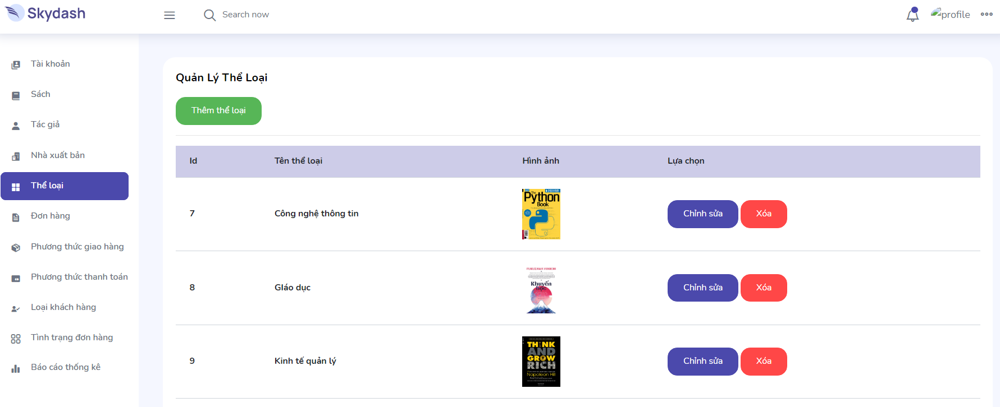 Skydash
Search now
profile
Tài khoản
Sách
Tác giả
Nhà xuất bản
Thể loại
Đơn hàng
Phương thức giao hàng
Phương thức thanh toán
Loại khách hàng
Tình trạng đơn hàng
Báo cáo thống kê
Quản Lý Thể Loại
Thêm thể loại
Id Tên thể loại Hình ảnh Lựa chọn
7 Công nghệ thông tin Chỉnh sửa Xóa
The
Python
Book
8 GIáo dục Chỉnh sửa Xóa
FUKUZAWA YUKICHI
Khuyến
học
9 Kinh tế quản lý Chỉnh sửa Xóa
THINK
AND
GROW
RICH
Napoleon Hill